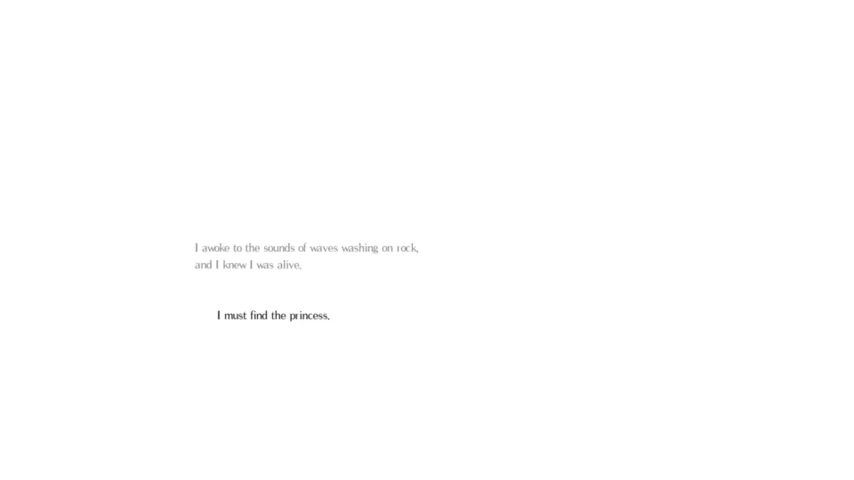 I awoke to the sounds of waves washing on rock,
and I knew I was alive.
I must find the princess.